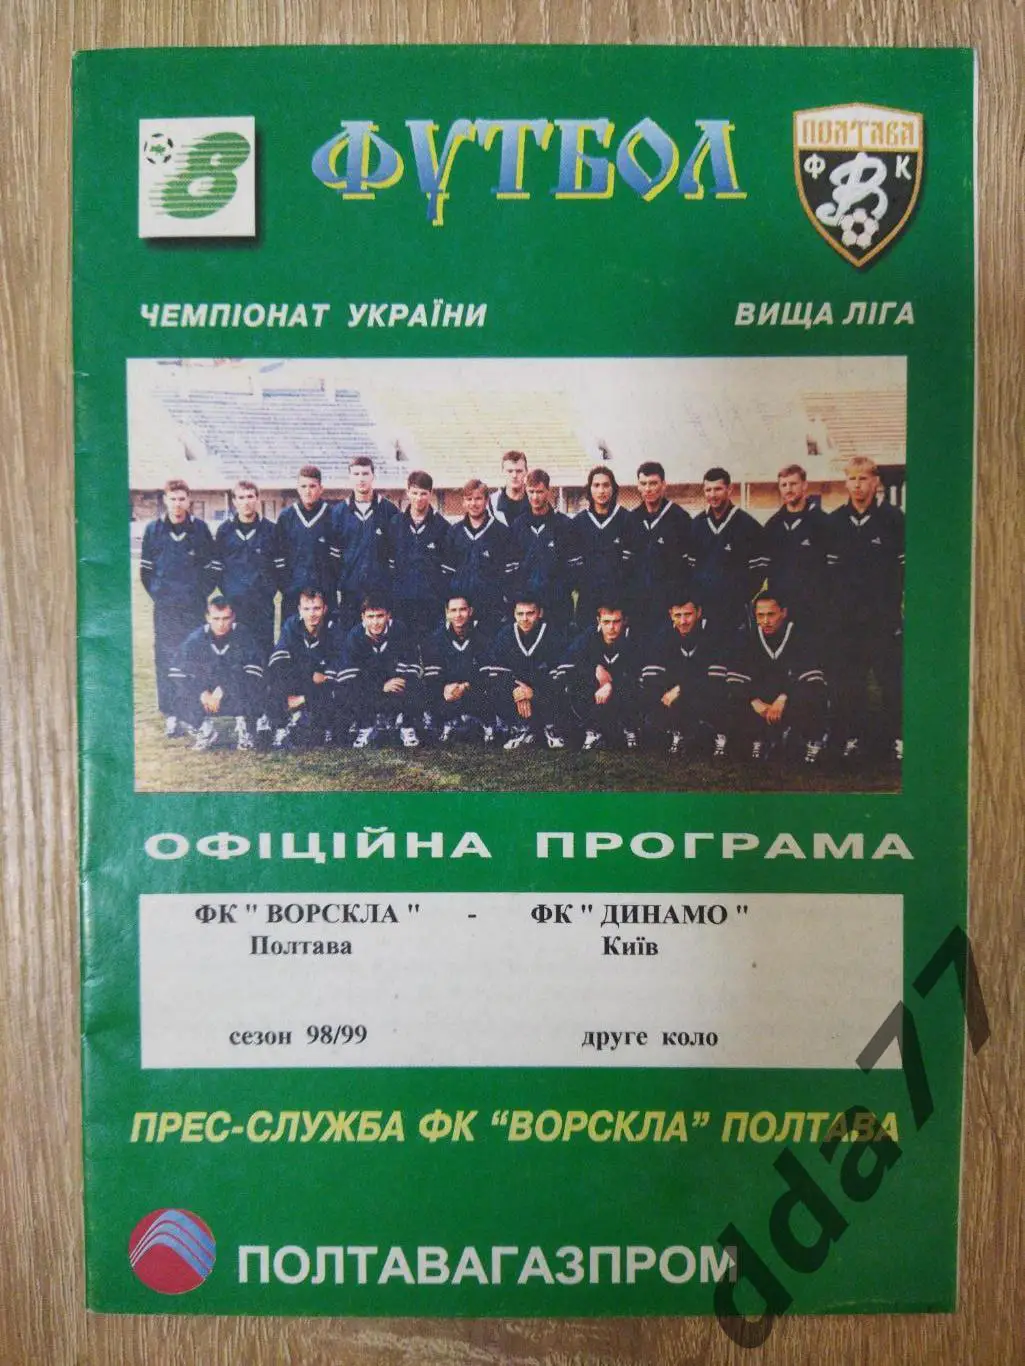 8
ФУТБОЛ
ПОЛТАВА
Ф К
В
ЧЕМПІОНАТ УКРАЇНИ
ВИЩА ЛІГА
ОФІЦІЙНА ПРОГРАМА
ФК " ВОРСКЛА " - ФК " ДИНАМО "
Полтава Київ
сезон 98/99 друге коло
ПРЕС-СЛУЖБА ФК "ВОРСКЛА" ПОЛТАВА
ПОЛТАВАГАЗПРОМ
dda77